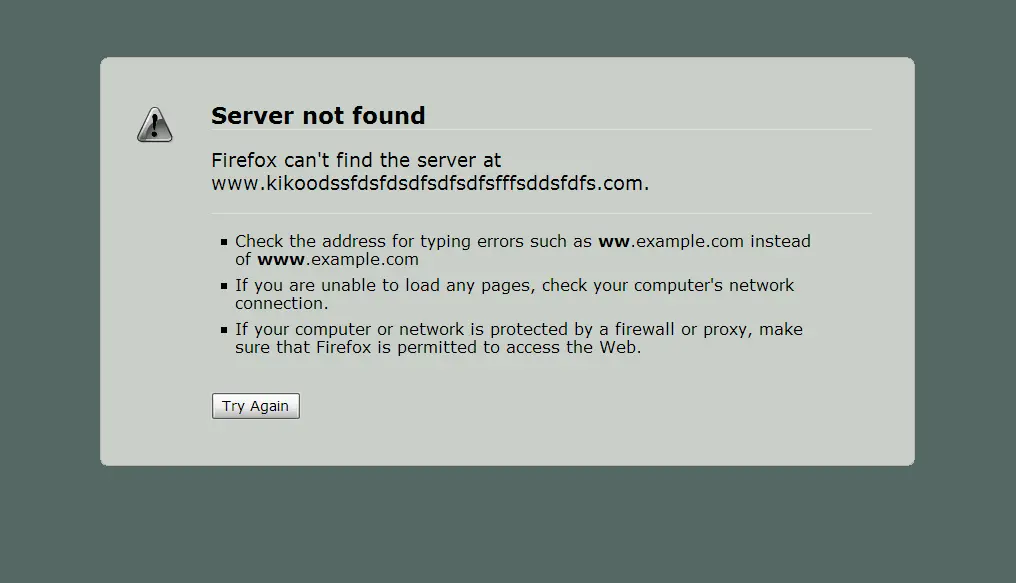 Server not found
Firefox can't find the server at
www.kikoodssfdsfdsdfsdfsdfsfffsddsfdfs.com.
Check the address for typing errors such as ww.example.com instead
of www.example.com
If you are unable to load any pages, check your computer's network
connection.
If your computer or network is protected by a firewall or proxy, make
sure that Firefox is permitted to access the Web.
Try Again